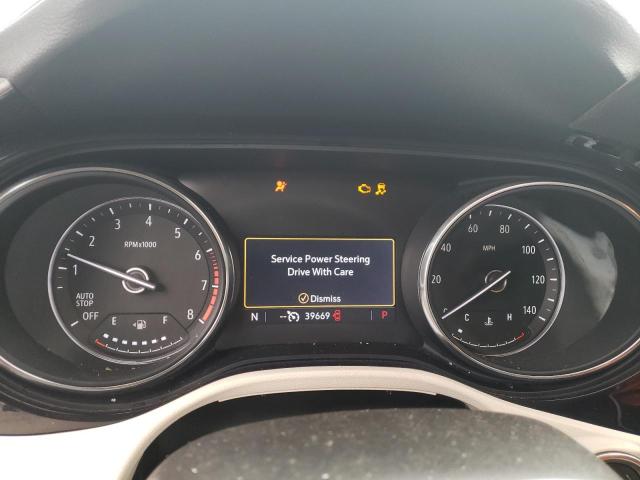 1 2 3 4 5 6 7 8
RPMx1000
AUTO
STOP
OFF
E F
Service Power Steering
Drive With Care
Dismiss
N -- 39669 P
20 40 60 80 100 120 140
MPH
C H